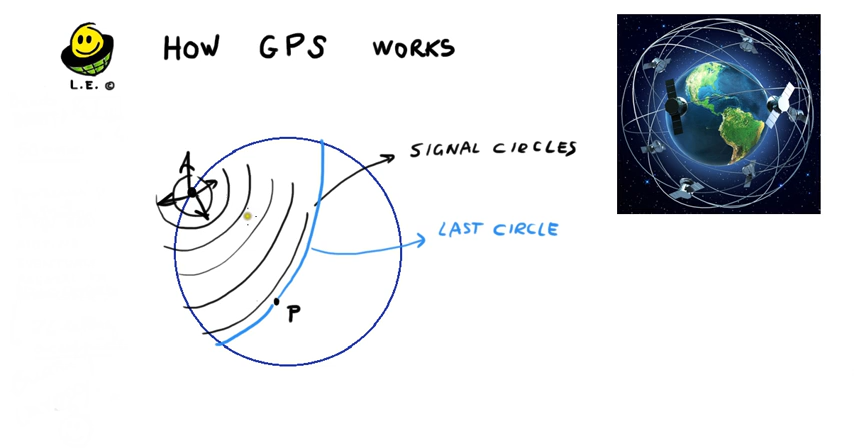 HOW GPS WORKS
L.E. ©
A
SIGNAL CIRCLES
LAST CIRCLE
P